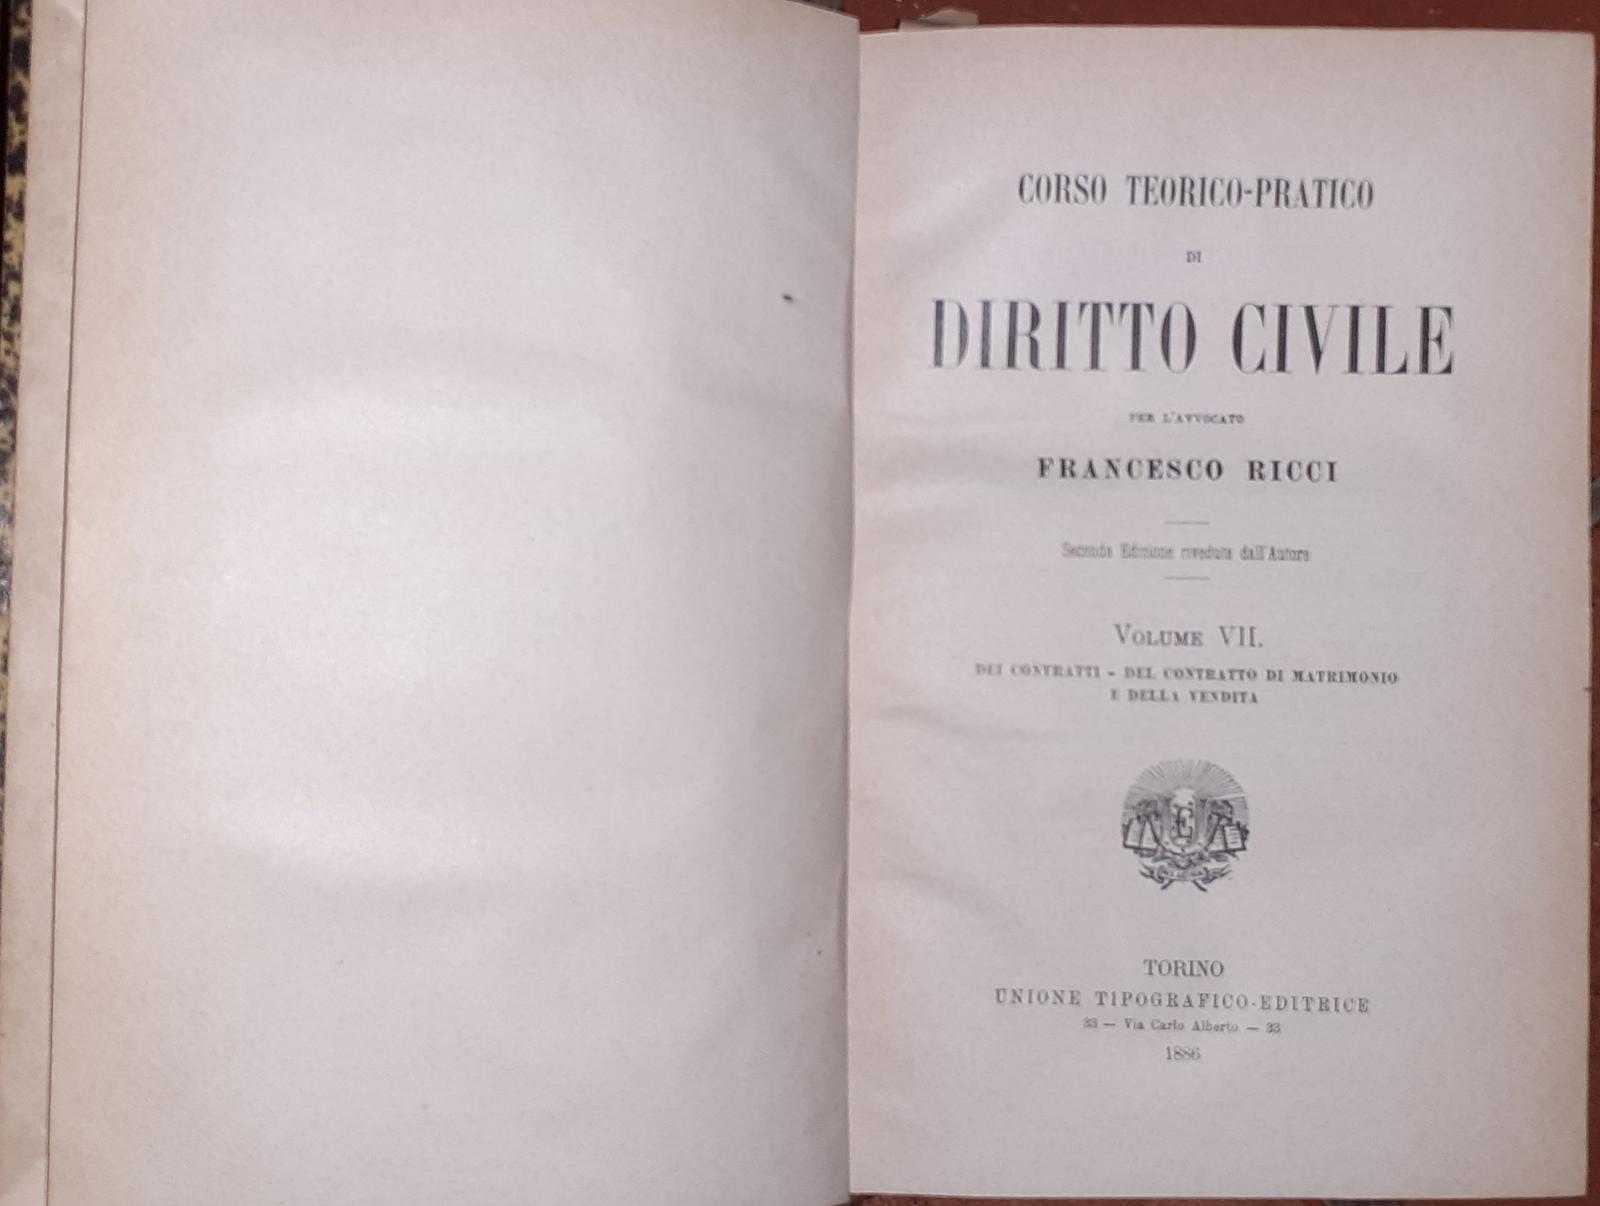 CORSO TEORICO-PRATICO
DI
DIRITTO CIVILE
PER L'AVVOCATO
FRANCESCO RICCI
Seconda Edizione riveduta dall'Autore
VOLUME VII.
DEI CONTRATTI - DEL CONTRATTO DI MATRIMONIO
E DELLA VENDITA
TORINO
UNIONE TIPOGRAFICO-EDITRICE
33 — Via Carlo Alberto — 33
1886